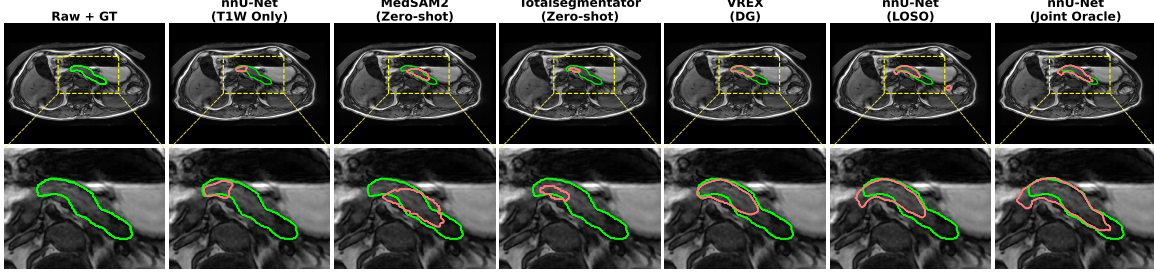 Raw + GT
nnU-Net
(T1W Only)
MedSAM2
(Zero-shot)
Totalsegmentator
(Zero-shot)
VREX
(DG)
nnU-Net
(LOSO)
nnU-Net
(Joint Oracle)